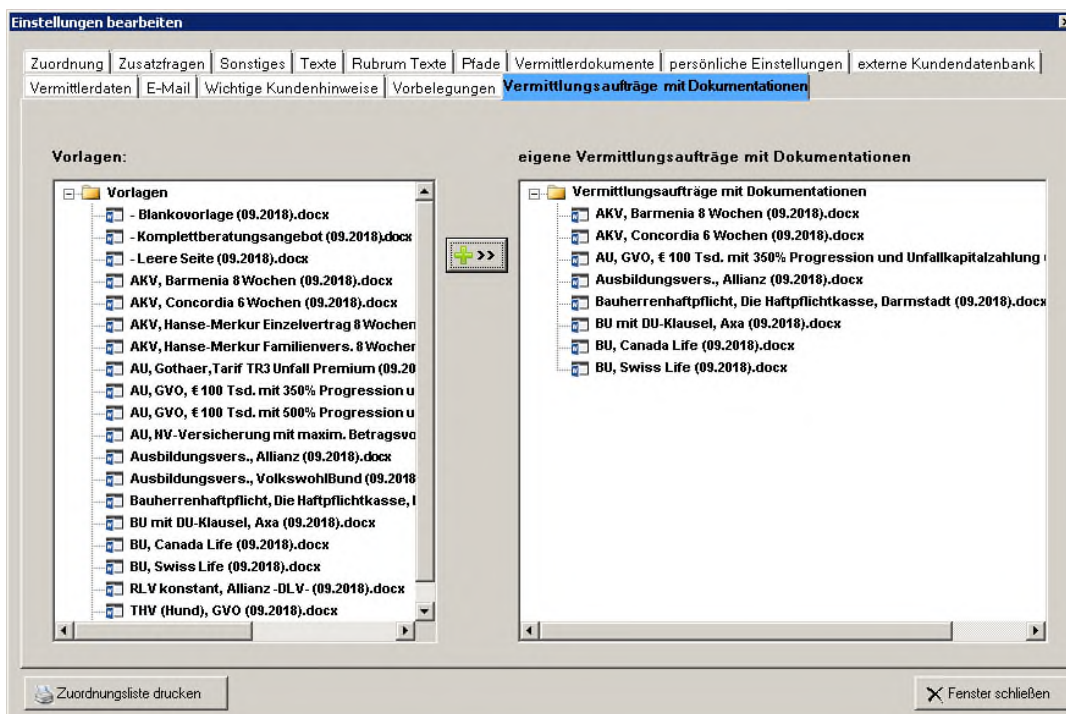 Einstellungen bearbeiten
Zuordnung Zusatzfragen Sonstiges Texte Rubrum Texte Pfade Vermittlerdokumente persönliche Einstellungen externe Kundendatenbank
Vermittlerdaten E-Mail Wichtige Kundenhinweise Vorbelegungen Vermittlungsaufträge mit Dokumentationen
Vorlagen:
Vorlagen
- Blankovorlage (09.2018).docx
- Komplettberatungsangebot (09.2018).docx
- Leere Seite (09.2018).docx
AKV, Barmenia 8 Wochen (09.2018).docx
AKV, Concordia 6 Wochen (09.2018).docx
AKV, Hanse-Merkur Einzelvertrag 8 Wochen
AKV, Hanse-Merkur Familienvers. 8 Wochen
AU, Gothaer, Tarif TR3 Unfall Premium (09.20
AU, GVO, € 100 Tsd. mit 350% Progression u
AU, GVO, € 100 Tsd. mit 500% Progression u
AU, NV-Versicherung mit maxim. Betragsvo
Ausbildungsvers., Allianz (09.2018).docx
Ausbildungsvers., VolkswohlBund (09.2018
Bauherrenhaftpflicht, Die Haftpflichtkasse,
BU mit DU-Klausel, Axa (09.2018).docx
BU, Canada Life (09.2018).docx
BU, Swiss Life (09.2018).docx
RLV konstant, Allianz -DLV- (09.2018).docx
THV (Hund), GVO (09.2018).docx
>>
eigene Vermittlungsaufträge mit Dokumentationen
Vermittlungsaufträge mit Dokumentationen
AKV, Barmenia 8 Wochen (09.2018).docx
AKV, Concordia 6 Wochen (09.2018).docx
AU, GVO, € 100 Tsd. mit 350% Progression und Unfallkapitalzahlung
Ausbildungsvers., Allianz (09.2018).docx
Bauherrenhaftpflicht, Die Haftpflichtkasse, Darmstadt (09.2018).docx
BU mit DU-Klausel, Axa (09.2018).docx
BU, Canada Life (09.2018).docx
BU, Swiss Life (09.2018).docx
Zuordnungsliste drucken
Fenster schließen